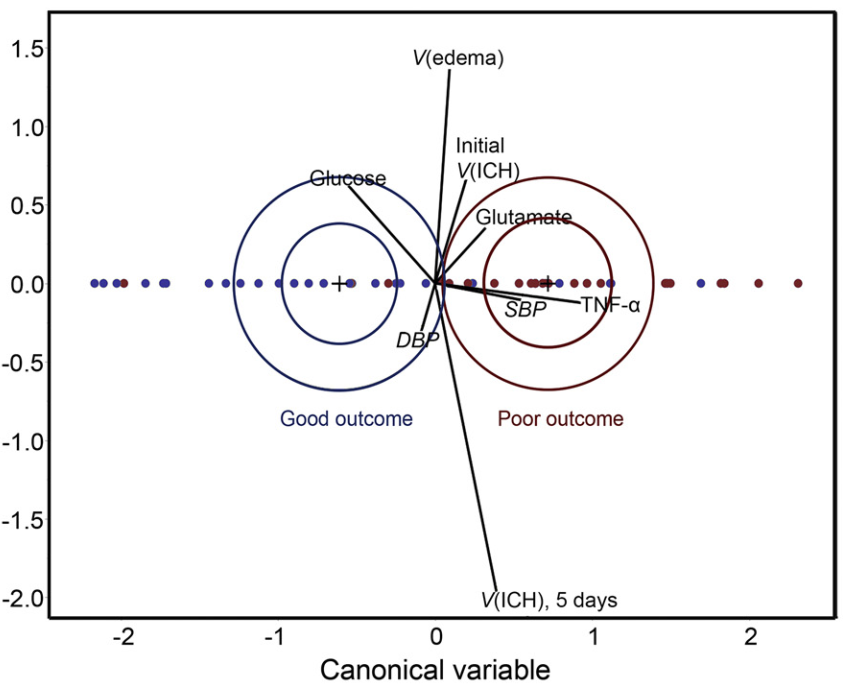 1.5
V(edema)
1.0
Initial
V(ICH)
Glucose
0.5
Glutamate
0.0
SBP
TNF-α
DBP
-0.5
Good outcome
Poor outcome
-1.0
-1.5
-2.0
V(ICH), 5 days
-2
-1
0
1
2
Canonical variable